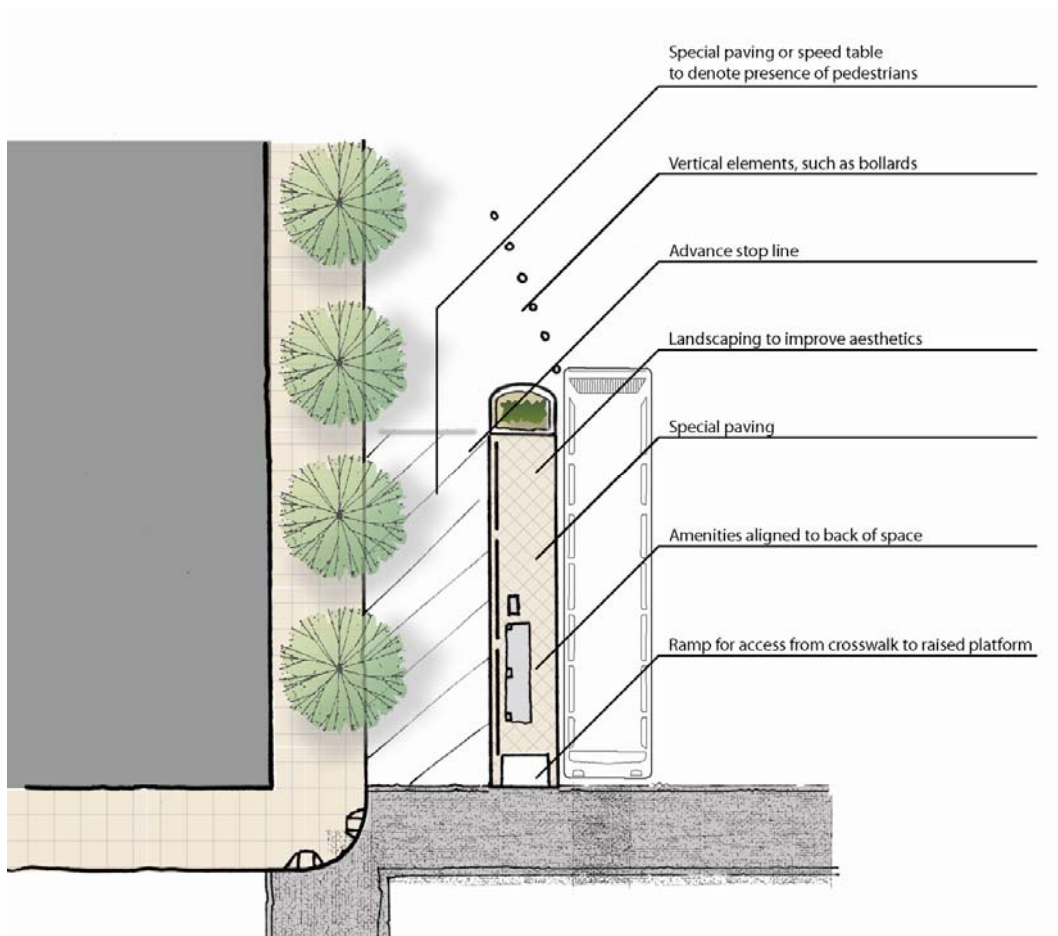 Special paving or speed table
to denote presence of pedestrians
Vertical elements, such as bollards
Advance stop line
Landscaping to improve aesthetics
Special paving
Amenities aligned to back of space
Ramp for access from crosswalk to raised platform